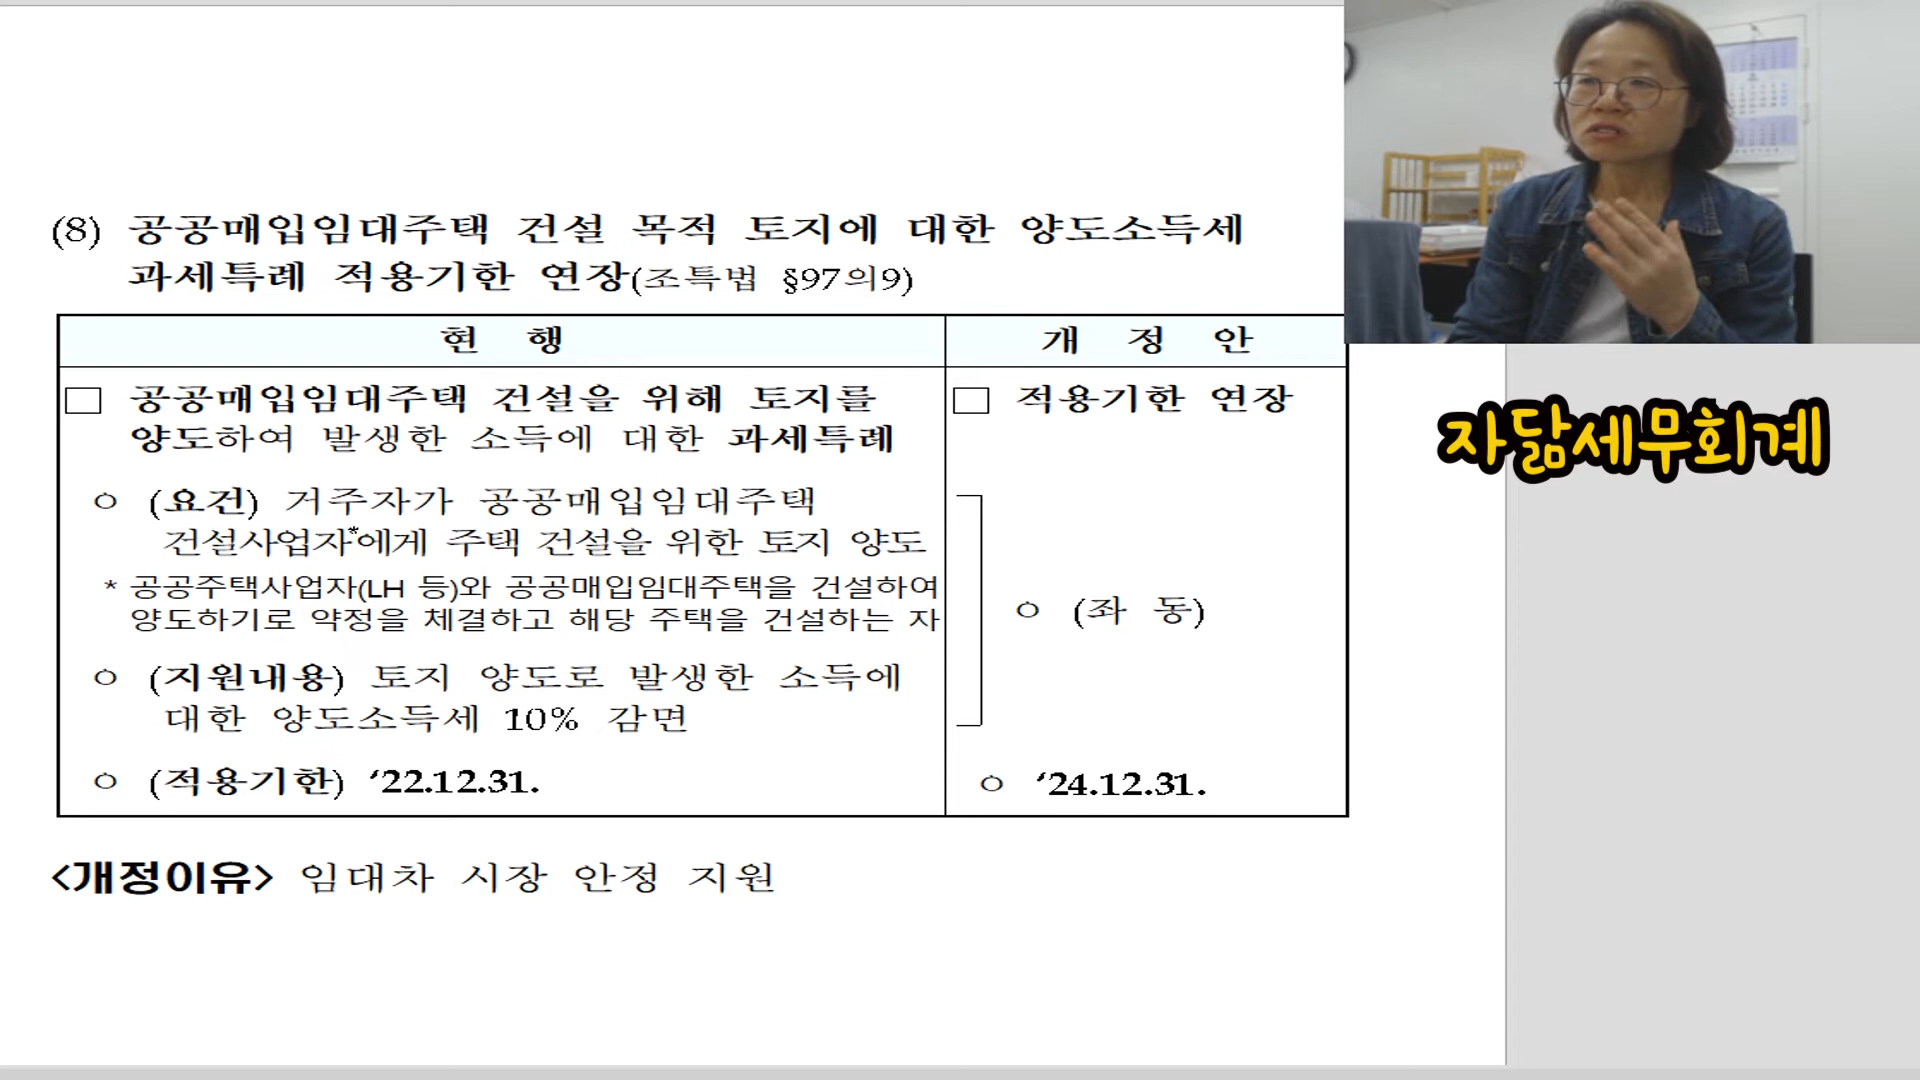 (8) 공공매입임대주택 건설 목적 토지에 대한 양도소득세
과세특례 적용기한 연장(조특법 §97의9)
현 행
개 정 안
□ 공공매입임대주택 건설을 위해 토지를
양도하여 발생한 소득에 대한 과세특례
□ 적용기한 연장
ㅇ (요건) 거주자가 공공매입임대주택
건설사업자*에게 주택 건설을 위한 토지 양도
* 공공주택사업자(LH 등)와 공공매입임대주택을 건설하여
양도하기로 약정을 체결하고 해당 주택을 건설하는 자
ㅇ (좌 동)
ㅇ (지원내용) 토지 양도로 발생한 소득에
대한 양도소득세 10% 감면
ㅇ (적용기한) ‘22.12.31.
ㅇ ‘24.12.31.
<개정이유> 임대차 시장 안정 지원
자닮세무회계